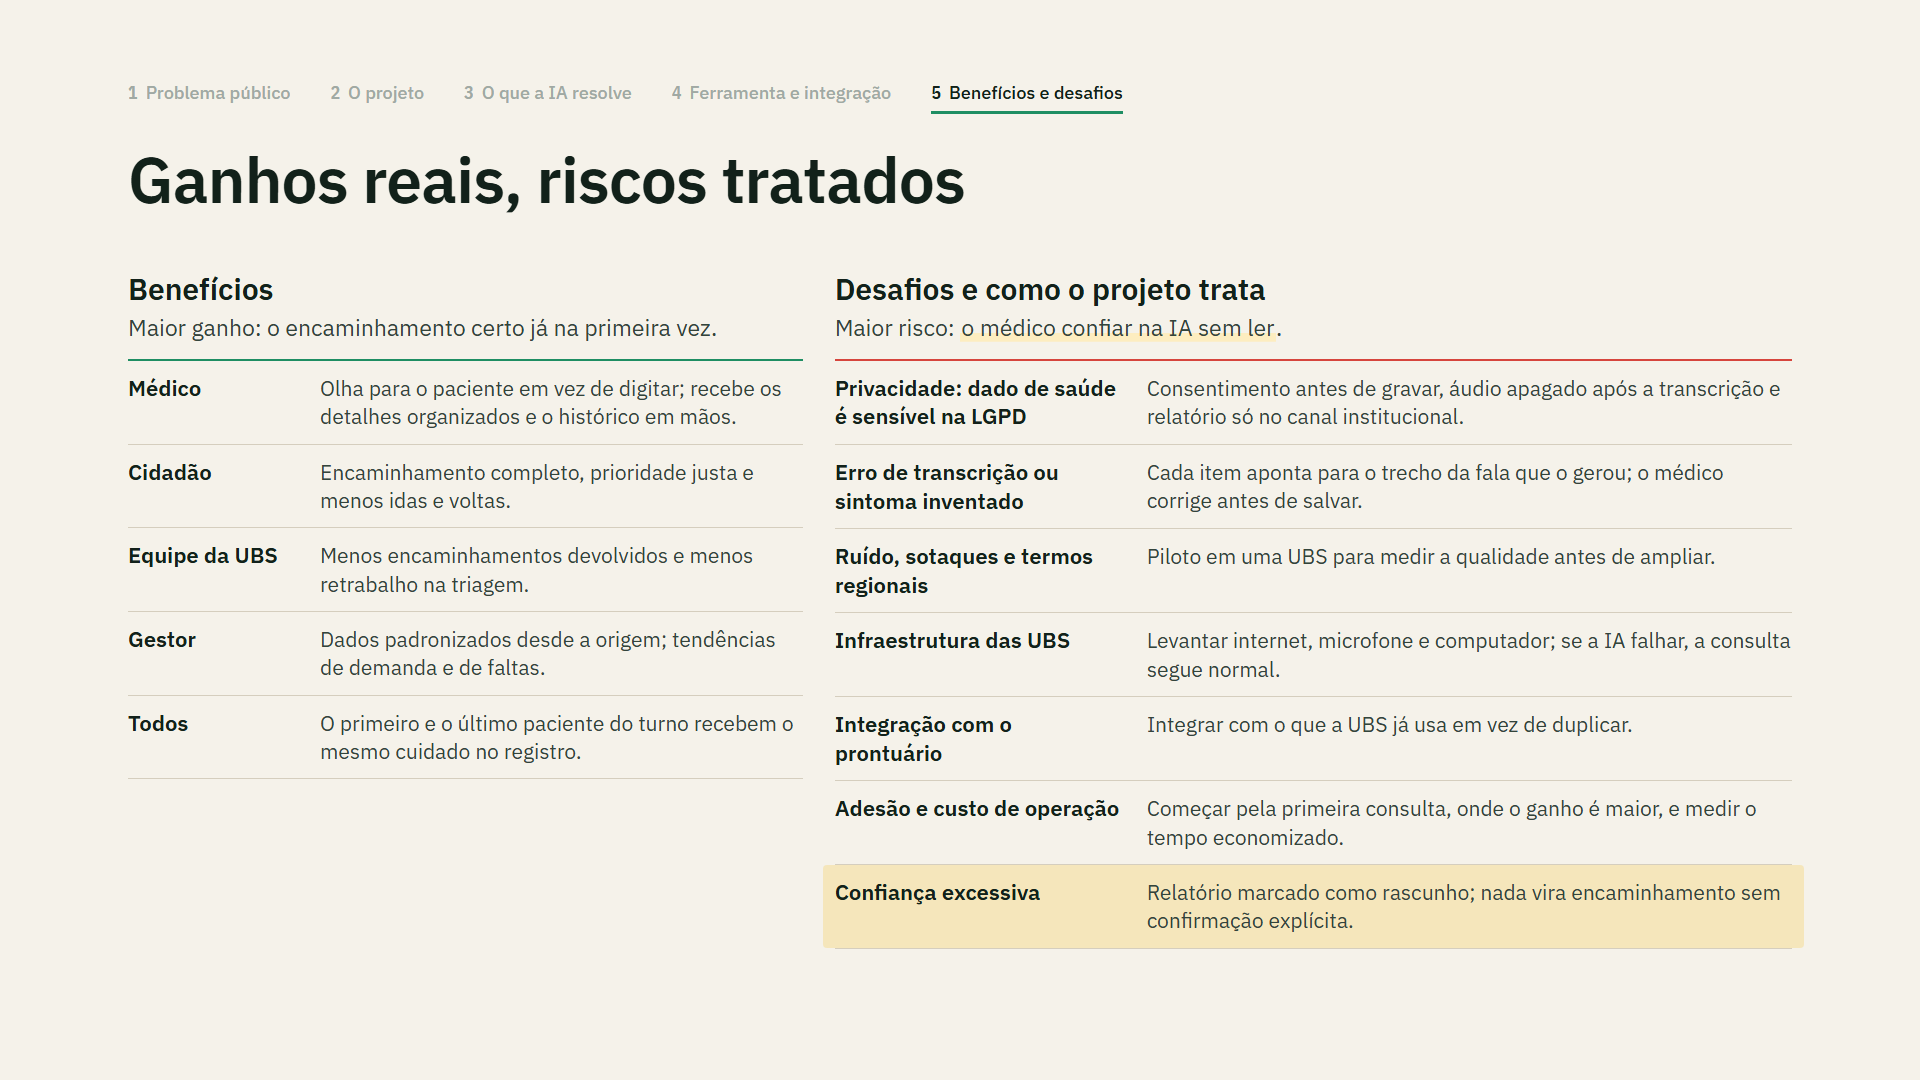 1 Problema público
2 O projeto
3 O que a IA resolve
4 Ferramenta e integração
5 Benefícios e desafios
Ganhos reais, riscos tratados
Benefícios
Maior ganho: o encaminhamento certo já na primeira vez.
Médico
Olha para o paciente em vez de digitar; recebe os
detalhes organizados e o histórico em mãos.
Cidadão
Encaminhamento completo, prioridade justa e
menos idas e voltas.
Equipe da UBS
Menos encaminhamentos devolvidos e menos
retrabalho na triagem.
Gestor
Dados padronizados desde a origem; tendências
de demanda e de faltas.
Todos
O primeiro e o último paciente do turno recebem o
mesmo cuidado no registro.
Desafios e como o projeto trata
Maior risco: o médico confiar na IA sem ler.
Privacidade: dado de saúde
é sensível na LGPD
Consentimento antes de gravar, áudio apagado após a transcrição e
relatório só no canal institucional.
Erro de transcrição ou
sintoma inventado
Cada item aponta para o trecho da fala que o gerou; o médico
corrige antes de salvar.
Ruído, sotaques e termos
regionais
Piloto em uma UBS para medir a qualidade antes de ampliar.
Infraestrutura das UBS
Levantar internet, microfone e computador; se a IA falhar, a consulta
segue normal.
Integração com o
prontuário
Integrar com o que a UBS já usa em vez de duplicar.
Adesão e custo de operação
Começar pela primeira consulta, onde o ganho é maior, e medir o
tempo economizado.
Confiança excessiva
Relatório marcado como rascunho; nada vira encaminhamento sem
confirmação explícita.